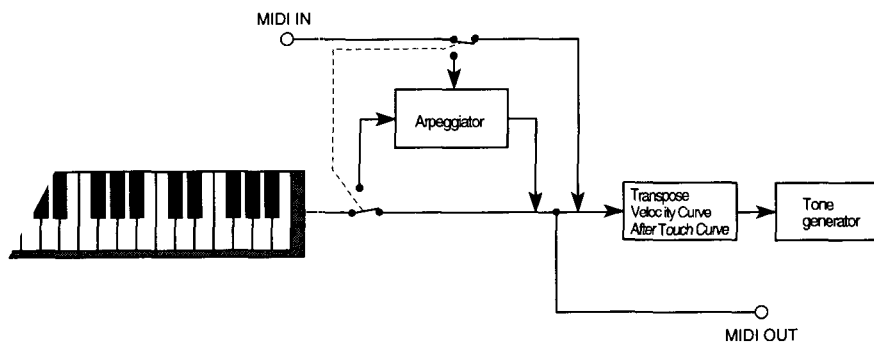 MIDI IN
Arpeggiator
Transpose
Velocity Curve
After Touch Curve
Tone
generator
MIDI OUT